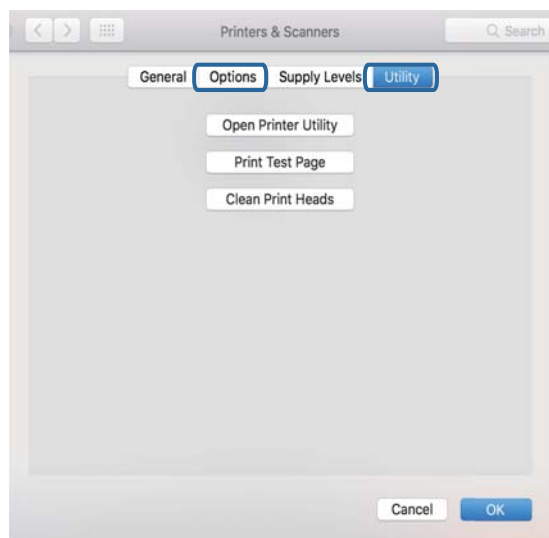 Printers & Scanners Search
General Options Supply Levels Utility
Open Printer Utility
Print Test Page
Clean Print Heads
Cancel OK